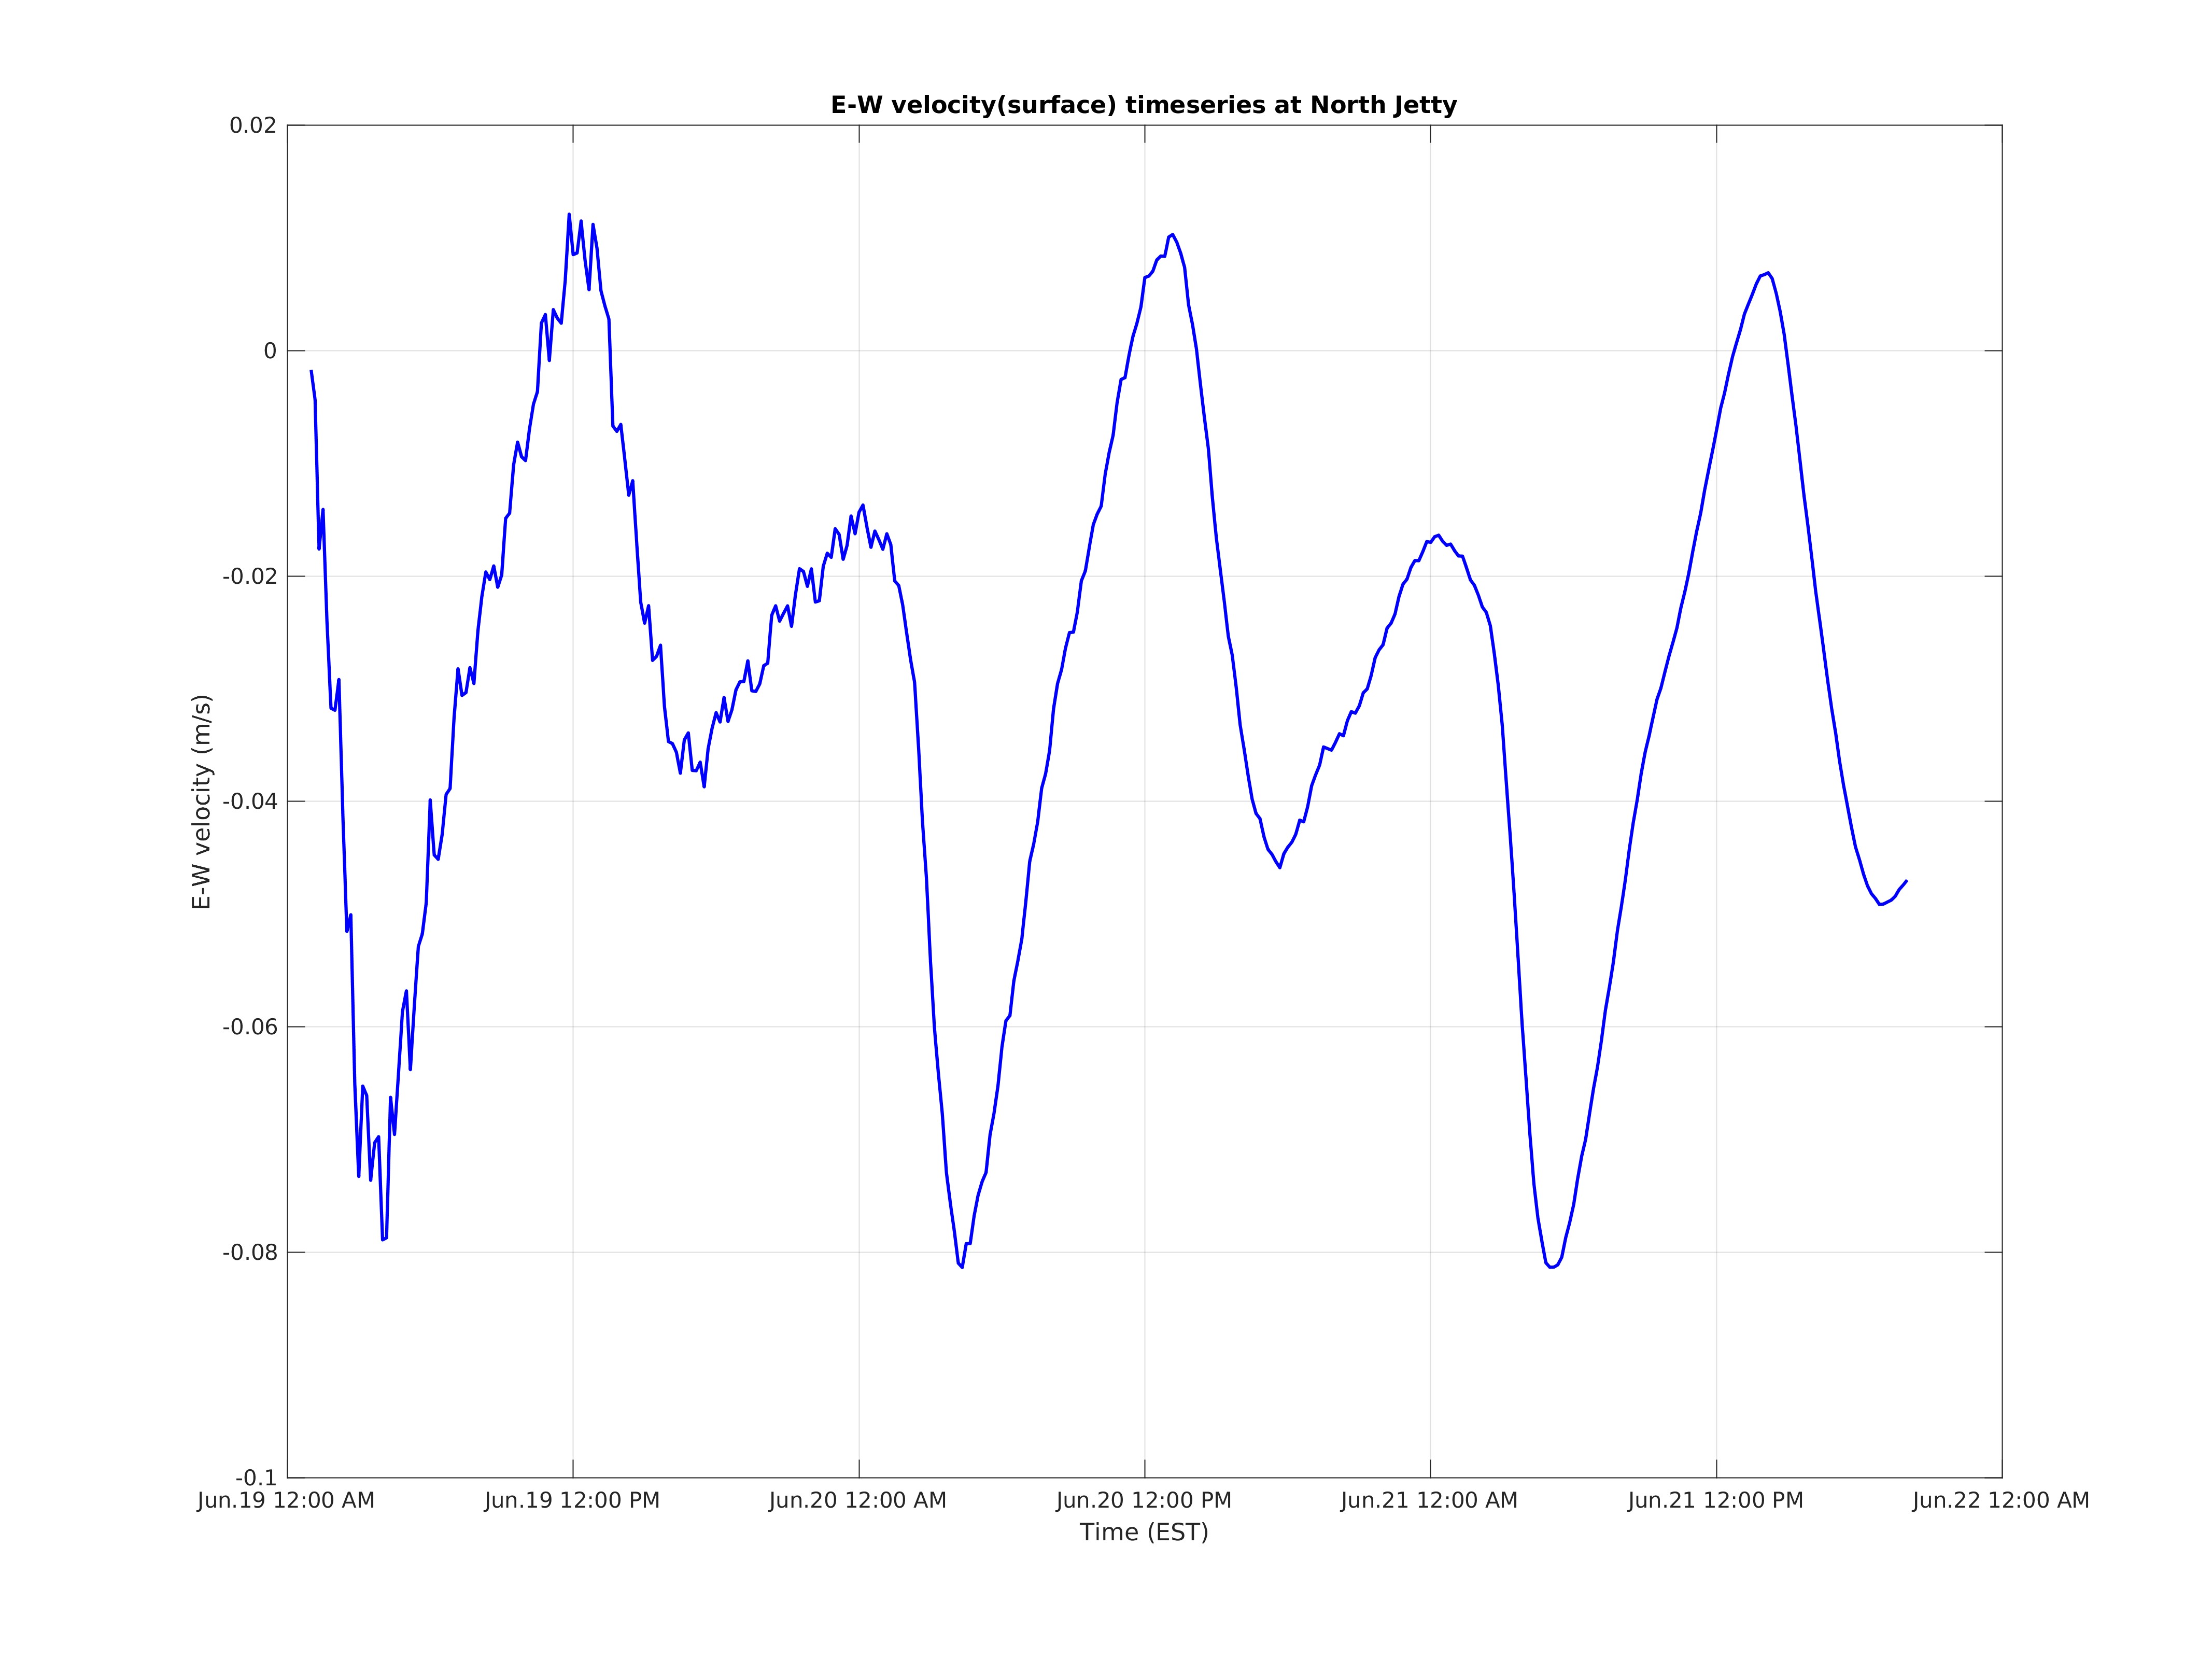 E-W velocity(surface) timeseries at North Jetty
0.02
0
-0.02
-0.04
-0.06
-0.08
-0.1
E-W velocity (m/s)
Jun.19 12:00 AM
Jun.19 12:00 PM
Jun.20 12:00 AM
Jun.20 12:00 PM
Jun.21 12:00 AM
Jun.21 12:00 PM
Jun.22 12:00 AM
Time (EST)